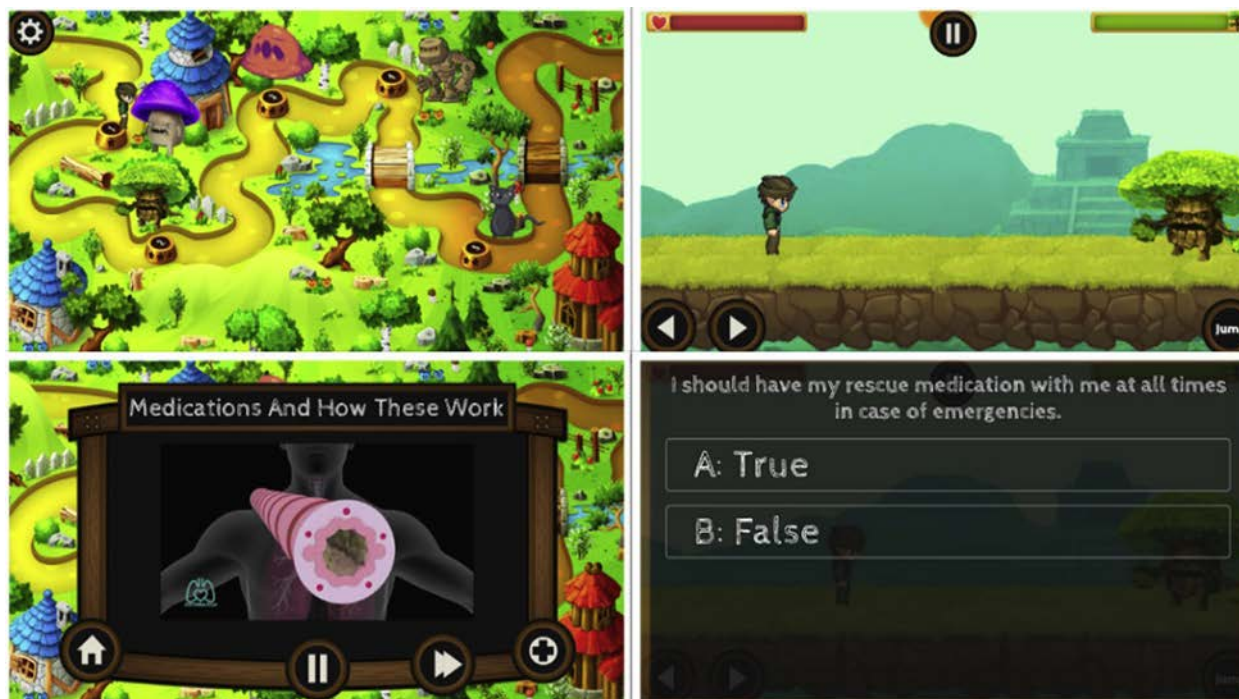 Jum
Medications And How These Work
I should have my rescue medication with me at all times
in case of emergencies.
A: True
B: False